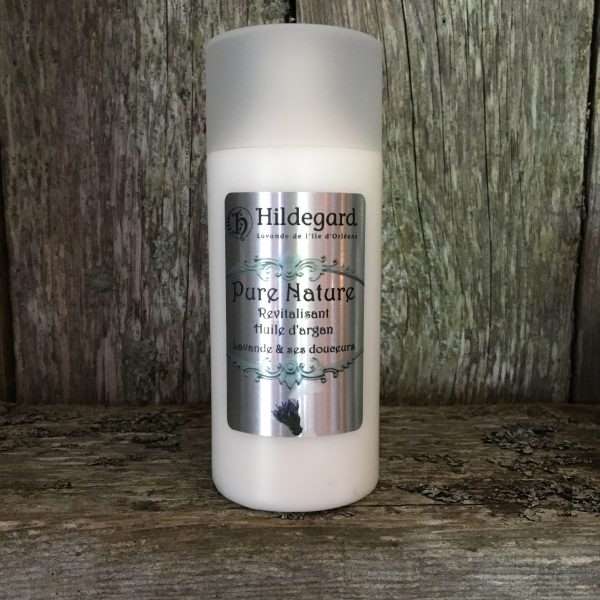 Hildegard
Lavande de l'Île d'Orléans
Pure Nature
Revitalisant
Huile d'argan
Lavande & ses douceurs